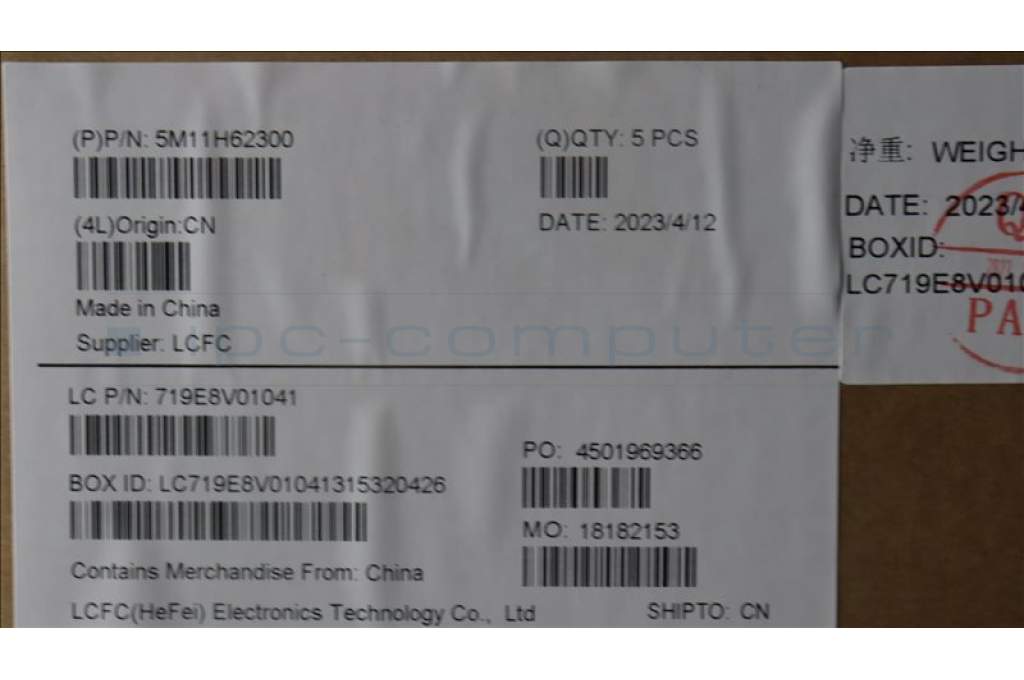 (P)P/N: 5M11H62300
(Q)QTY: 5 PCS
(4L)Origin:CN
DATE: 2023/4/12
Made in China
Supplier: LCFC
LC P/N: 719E8V01041
PO: 4501969366
BOX ID: LC719E8V01041315320426
MO: 18182153
Contains Merchandise From: China
LCFC(HeFei) Electronics Technology Co., Ltd
SHIPTO: CN
净重: WEIGH
DATE: 2023/4
BOXID:
LC719E8V010
PA
ipc-computer